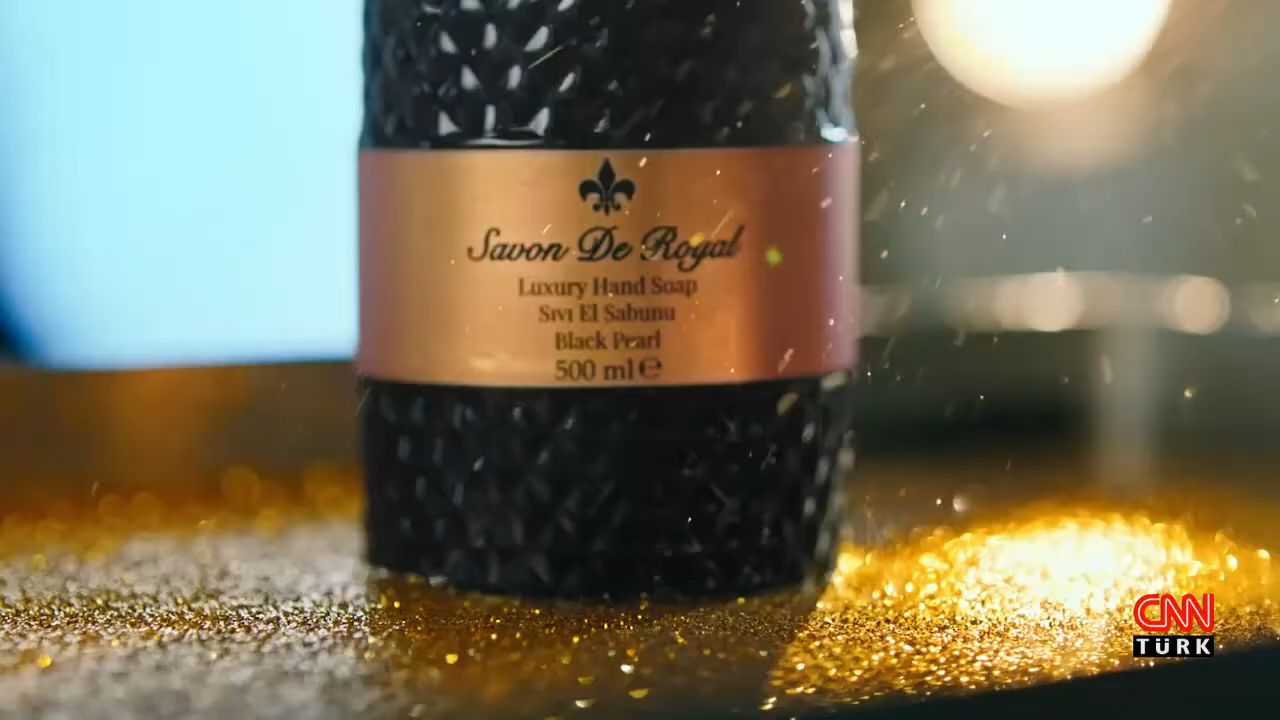 Savon De Royal
Luxury Hand Soap
Sıvı El Sabunu
Black Pearl
500 ml ℮
CNN
TÜRK